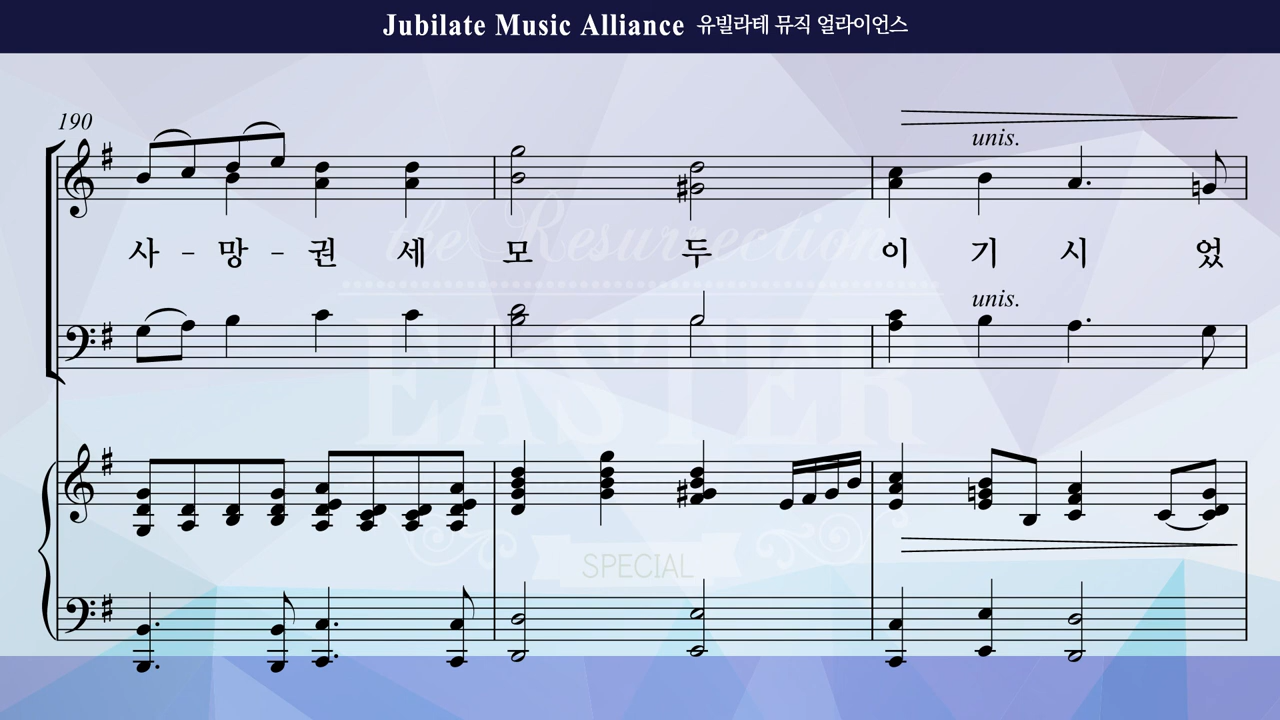 Jubilate Music Alliance 유빌라테 뮤직 얼라이언스
190
unis.
사 - 망 - 권 세 모 두 이 기 시 었
unis.
the Resurrection
EASTER
SPECIAL